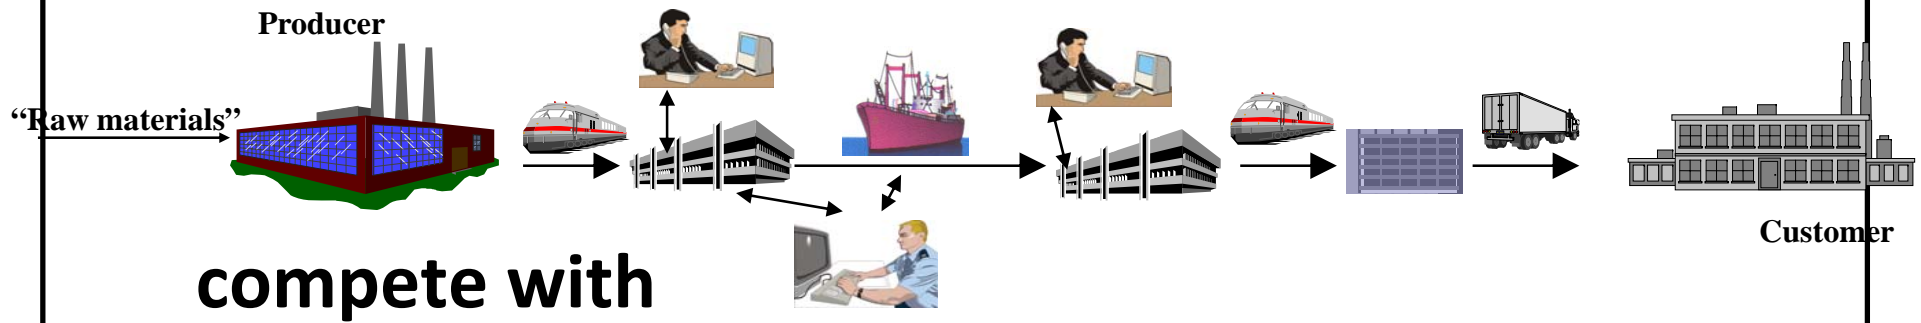 Producer
“Raw materials”
Customer
compete with